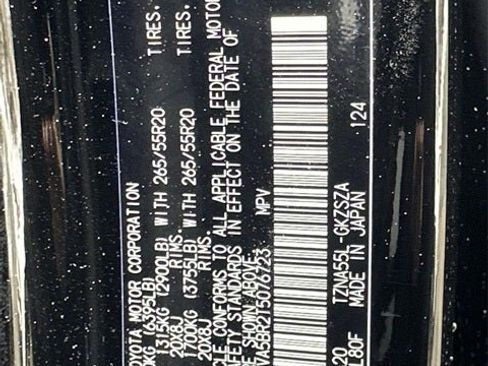 TOYOTA MOTOR CORPORATION
KG (6395LB)
1315KG (2900LB) WITH 265/55R20 TIRES.
20X8J RIMS.
1700KG (3755LB) WITH 265/55R20 TIRES.
20X8J RIMS.
CLE CONFORMS TO ALL APPLICABLE FEDERAL MOTOR
FETY STANDARDS IN EFFECT ON THE DATE OF
E SHOWN ABOVE.
VA5BR2T5076723 MPV
20 TZNA55L-GKZSZA
L80F MADE IN JAPAN 124